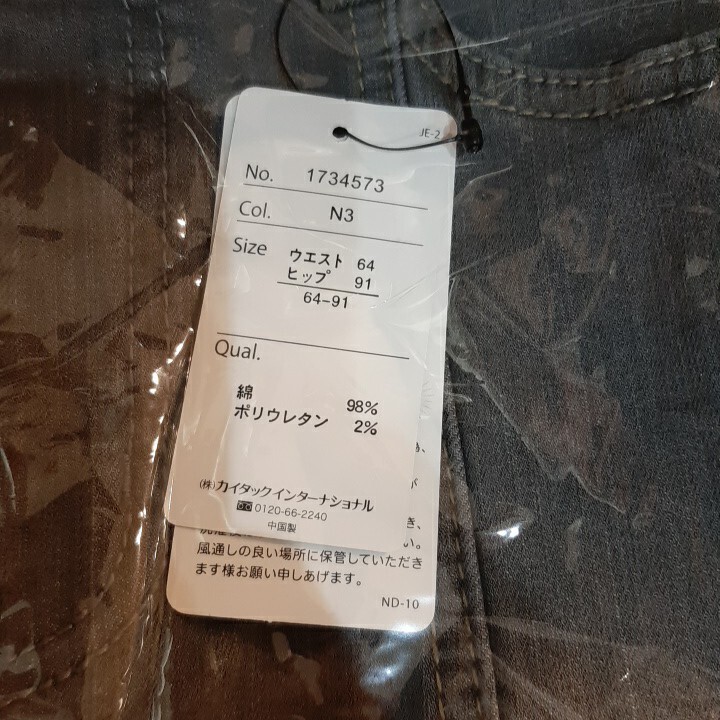 JE-2
No. 1734573
Col. N3
Size ウエスト 64
ヒップ 91
64-91
Qual.
綿 98%
ポリウレタン 2%
(株)カイタックインターナショナル
0120-66-2240
中国製
が
き、
い。
風通しの良い場所に保管していただき
ます様お願い申しあげます。
ND-10